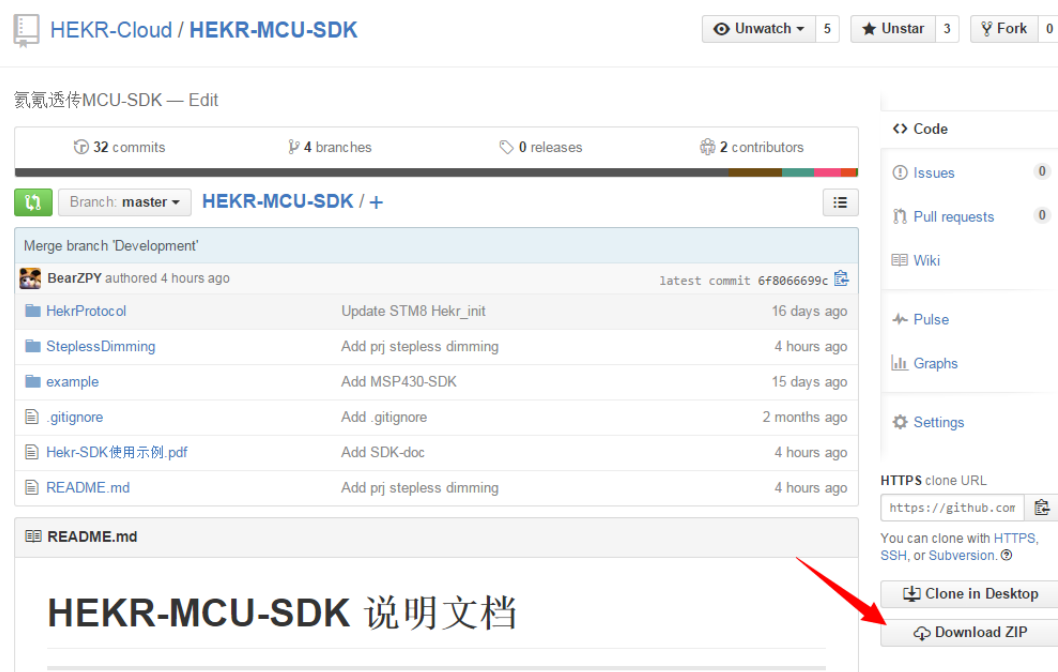 HEKR-Cloud / HEKR-MCU-SDK
Unwatch 5 Unstar 3 Fork 0
氦氪透传MCU-SDK — Edit
32 commits 4 branches 0 releases 2 contributors
Branch: master HEKR-MCU-SDK / +
Merge branch 'Development'
BearZPY authored 4 hours ago latest commit 6f8066699c
HekrProtocol Update STM8 Hekr_init 16 days ago
SteplessDimming Add prj stepless dimming 4 hours ago
example Add MSP430-SDK 15 days ago
.gitignore Add .gitignore 2 months ago
Hekr-SDK使用示例.pdf Add SDK-doc 4 hours ago
README.md Add prj stepless dimming 4 hours ago
README.md
HEKR-MCU-SDK 说明文档
Code
Issues 0
Pull requests 0
Wiki
Pulse
Graphs
Settings
HTTPS clone URL
https://github.com
You can clone with HTTPS,
SSH, or Subversion.
Clone in Desktop
Download ZIP